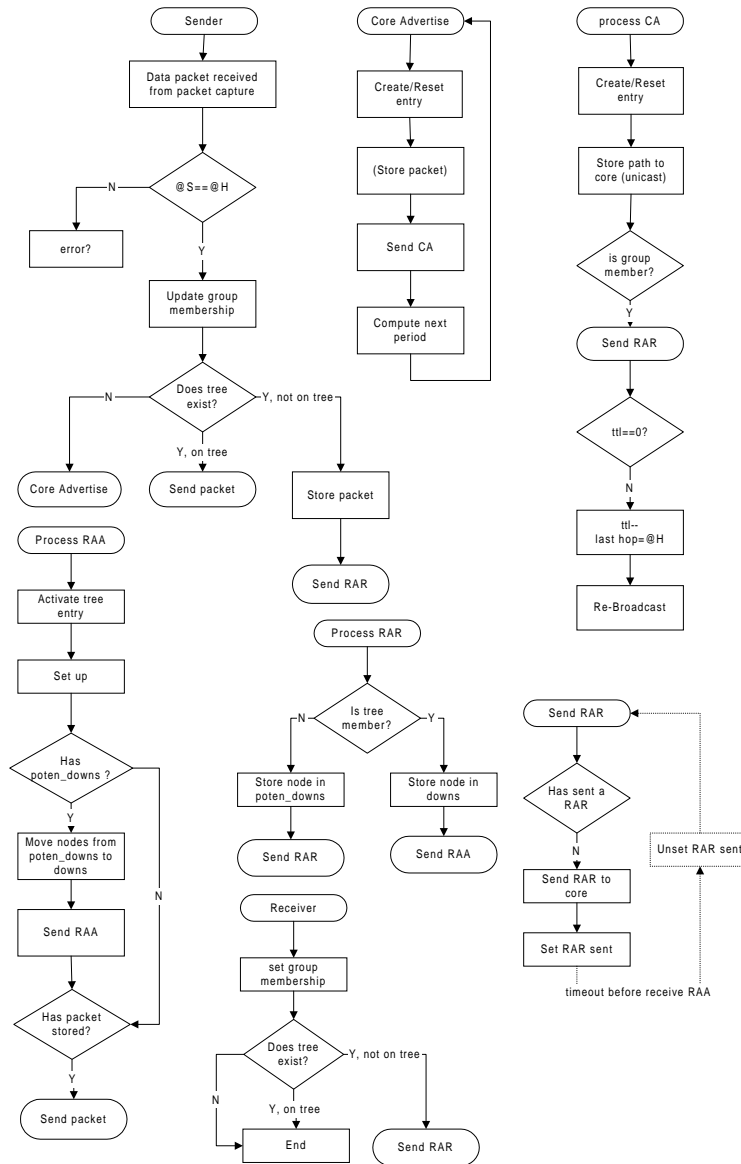 Sender
Data packet received
from packet capture
@S==@H
N
error?
Y
Update group
membership
Does tree
exist?
N
Y, not on tree
Y, on tree
Core Advertise
Send packet
Store packet
Send RAR
Core Advertise
Create/Reset
entry
(Store packet)
Send CA
Compute next
period
process CA
Create/Reset
entry
Store path to
core (unicast)
is group
member?
Y
Send RAR
ttl==0?
N
ttl--
last hop=@H
Re-Broadcast
Process RAA
Activate tree
entry
Set up
Has
poten_downs ?
Y
Move nodes from
poten_downs to
downs
N
Send RAA
Has packet
stored?
Y
Send packet
Process RAR
Is tree
member?
N
Y
Store node in
poten_downs
Store node in
downs
Send RAR
Send RAA
Receiver
set group
membership
Does tree
exist?
Y, not on tree
N
Y, on tree
End
Send RAR
Send RAR
Has sent a
RAR
N
Unset RAR sent
Send RAR to
core
Set RAR sent
timeout before receive RAA